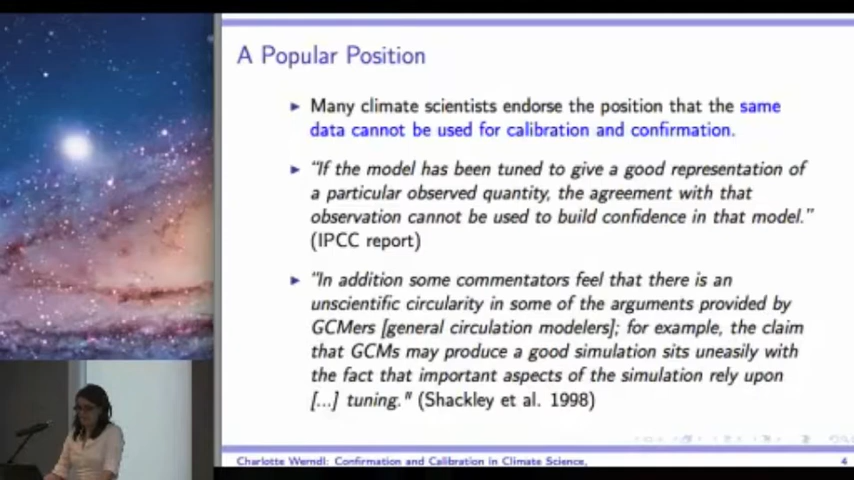 A Popular Position
Many climate scientists endorse the position that the same
data cannot be used for calibration and confirmation.
"If the model has been tuned to give a good representation of
a particular observed quantity, the agreement with that
observation cannot be used to build confidence in that model."
(IPCC report)
"In addition some commentators feel that there is an
unscientific circularity in some of the arguments provided by
GCMers [general circulation modelers]; for example, the claim
that GCMs may produce a good simulation sits uneasily with
the fact that important aspects of the simulation rely upon
[...] tuning." (Shackley et al. 1998)
Charlotte Werndl: Confirmation and Calibration in Climate Science,
4